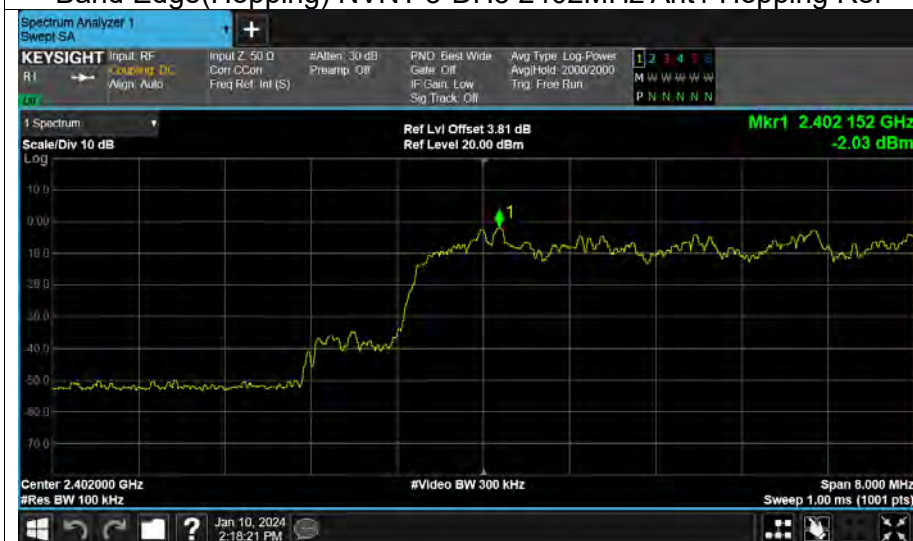 Band Edge(Hopping) NVNT 3-DH5 2402MHz Ant1 Hopping Ref
Spectrum Analyzer 1
Swept SA
+
KEYSIGHT Input: RF Input Z: 50 Ω #Atten: 30 dB PNO: Best Wide Avg Type: Log-Power 1 2 3 4 5 6
Coupling: DC Corr CCorr Preamp: Off Gate: Off Avg|Hold: 2000/2000 M W W W W W
Align: Auto Freq Ref: Int (S) IF Gain: Low Trig: Free Run
Sig Track: Off P N N N N N
1 Spectrum Ref Lvl Offset 3.81 dB Mkr1 2.402 152 GHz
Scale/Div 10 dB Ref Level 20.00 dBm -2.03 dBm
Log
10.0
0.00
1
-10.0
-30.0
-40.0
-50.0
-60.0
-70.0
Center 2.402000 GHz #Video BW 300 kHz Span 8.000 MHz
#Res BW 100 kHz Sweep 1.00 ms (1001 pts)
? Jan 10, 2024
2:18:21 PM